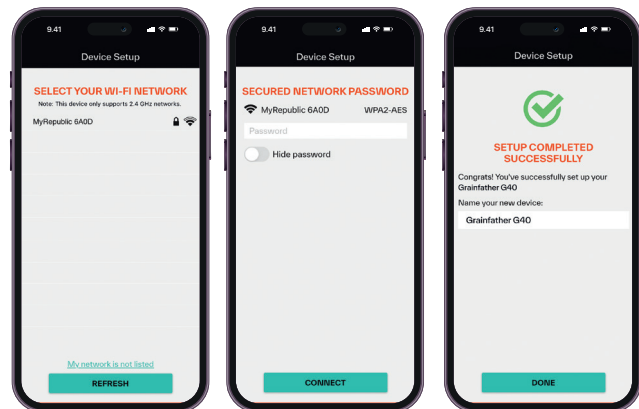 9.41
Device Setup
SELECT YOUR WI-FI NETWORK
Note: This device only supports 2.4 GHz networks.
MyRepublic 6A0D
My network is not listed
REFRESH
9.41
Device Setup
SECURED NETWORK PASSWORD
MyRepublic 6A0D WPA2-AES
Password
Hide password
CONNECT
9.41
Device Setup
SETUP COMPLETED
SUCCESSFULLY
Congrats! You've successfully set up your
Grainfather G40
Name your new device:
Grainfather G40
DONE